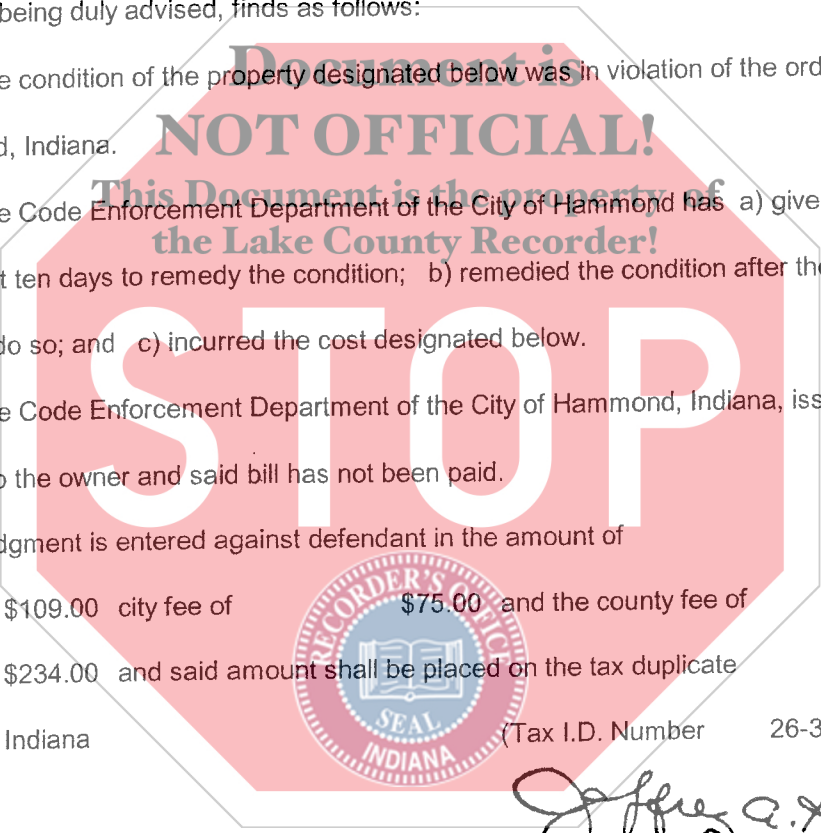 being duly advised, finds as follows:
Document is
e condition of the property designated below was in violation of the ord
NOT OFFICIAL!
d, Indiana.
This Document is the property of
e Code Enforcement Department of the City of Hammond has a) give
the Lake County Recorder!
t ten days to remedy the condition; b) remedied the condition after the
do so; and c) incurred the cost designated below.
STOP
e Code Enforcement Department of the City of Hammond, Indiana, iss
o the owner and said bill has not been paid.
dgment is entered against defendant in the amount of
$109.00 city fee of $75.00 and the county fee of
RECORDER'S OFFICE
$234.00 and said amount shall be placed on the tax duplicate
SEAL
Indiana (Tax I.D. Number 26-3
INDIANA
Jeffrey A.